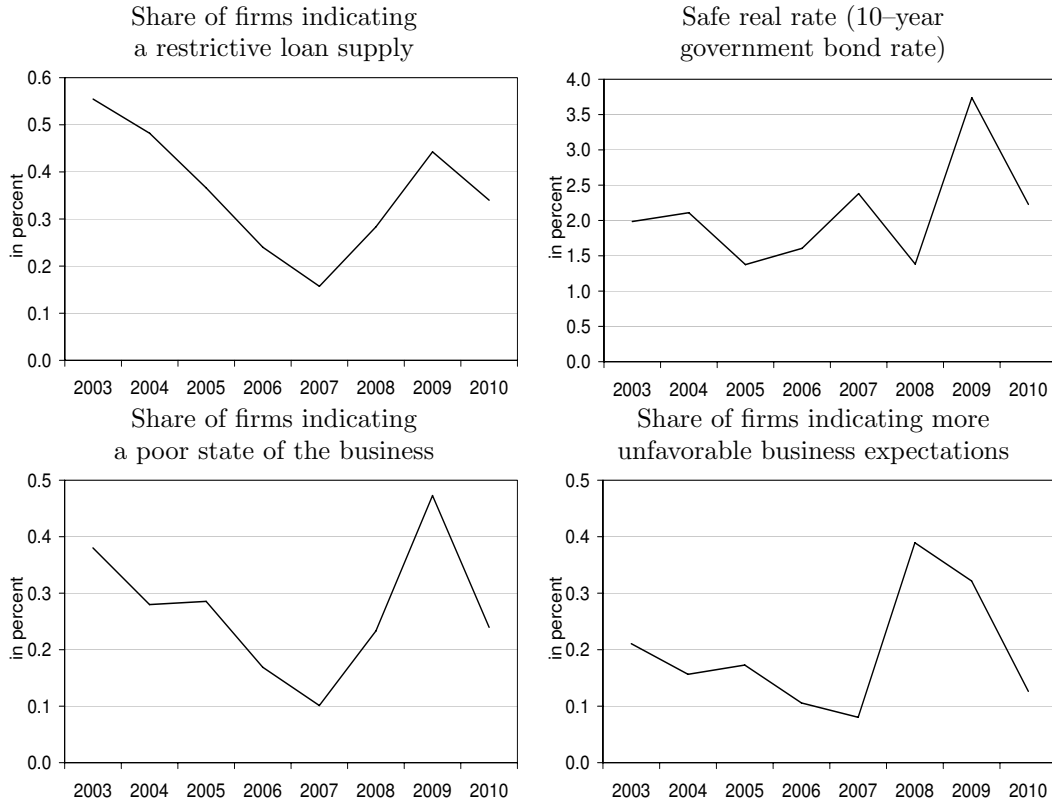 Share of firms indicating
a restrictive loan supply
in percent
0.6
0.5
0.4
0.3
0.2
0.1
0.0
2003 2004 2005 2006 2007 2008 2009 2010
Safe real rate (10–year
government bond rate)
in percent
4.0
3.5
3.0
2.5
2.0
1.5
1.0
0.5
0.0
2003 2004 2005 2006 2007 2008 2009 2010
Share of firms indicating
a poor state of the business
in percent
0.5
0.4
0.3
0.2
0.1
0.0
2003 2004 2005 2006 2007 2008 2009 2010
Share of firms indicating more
unfavorable business expectations
in percent
0.5
0.4
0.3
0.2
0.1
0.0
2003 2004 2005 2006 2007 2008 2009 2010